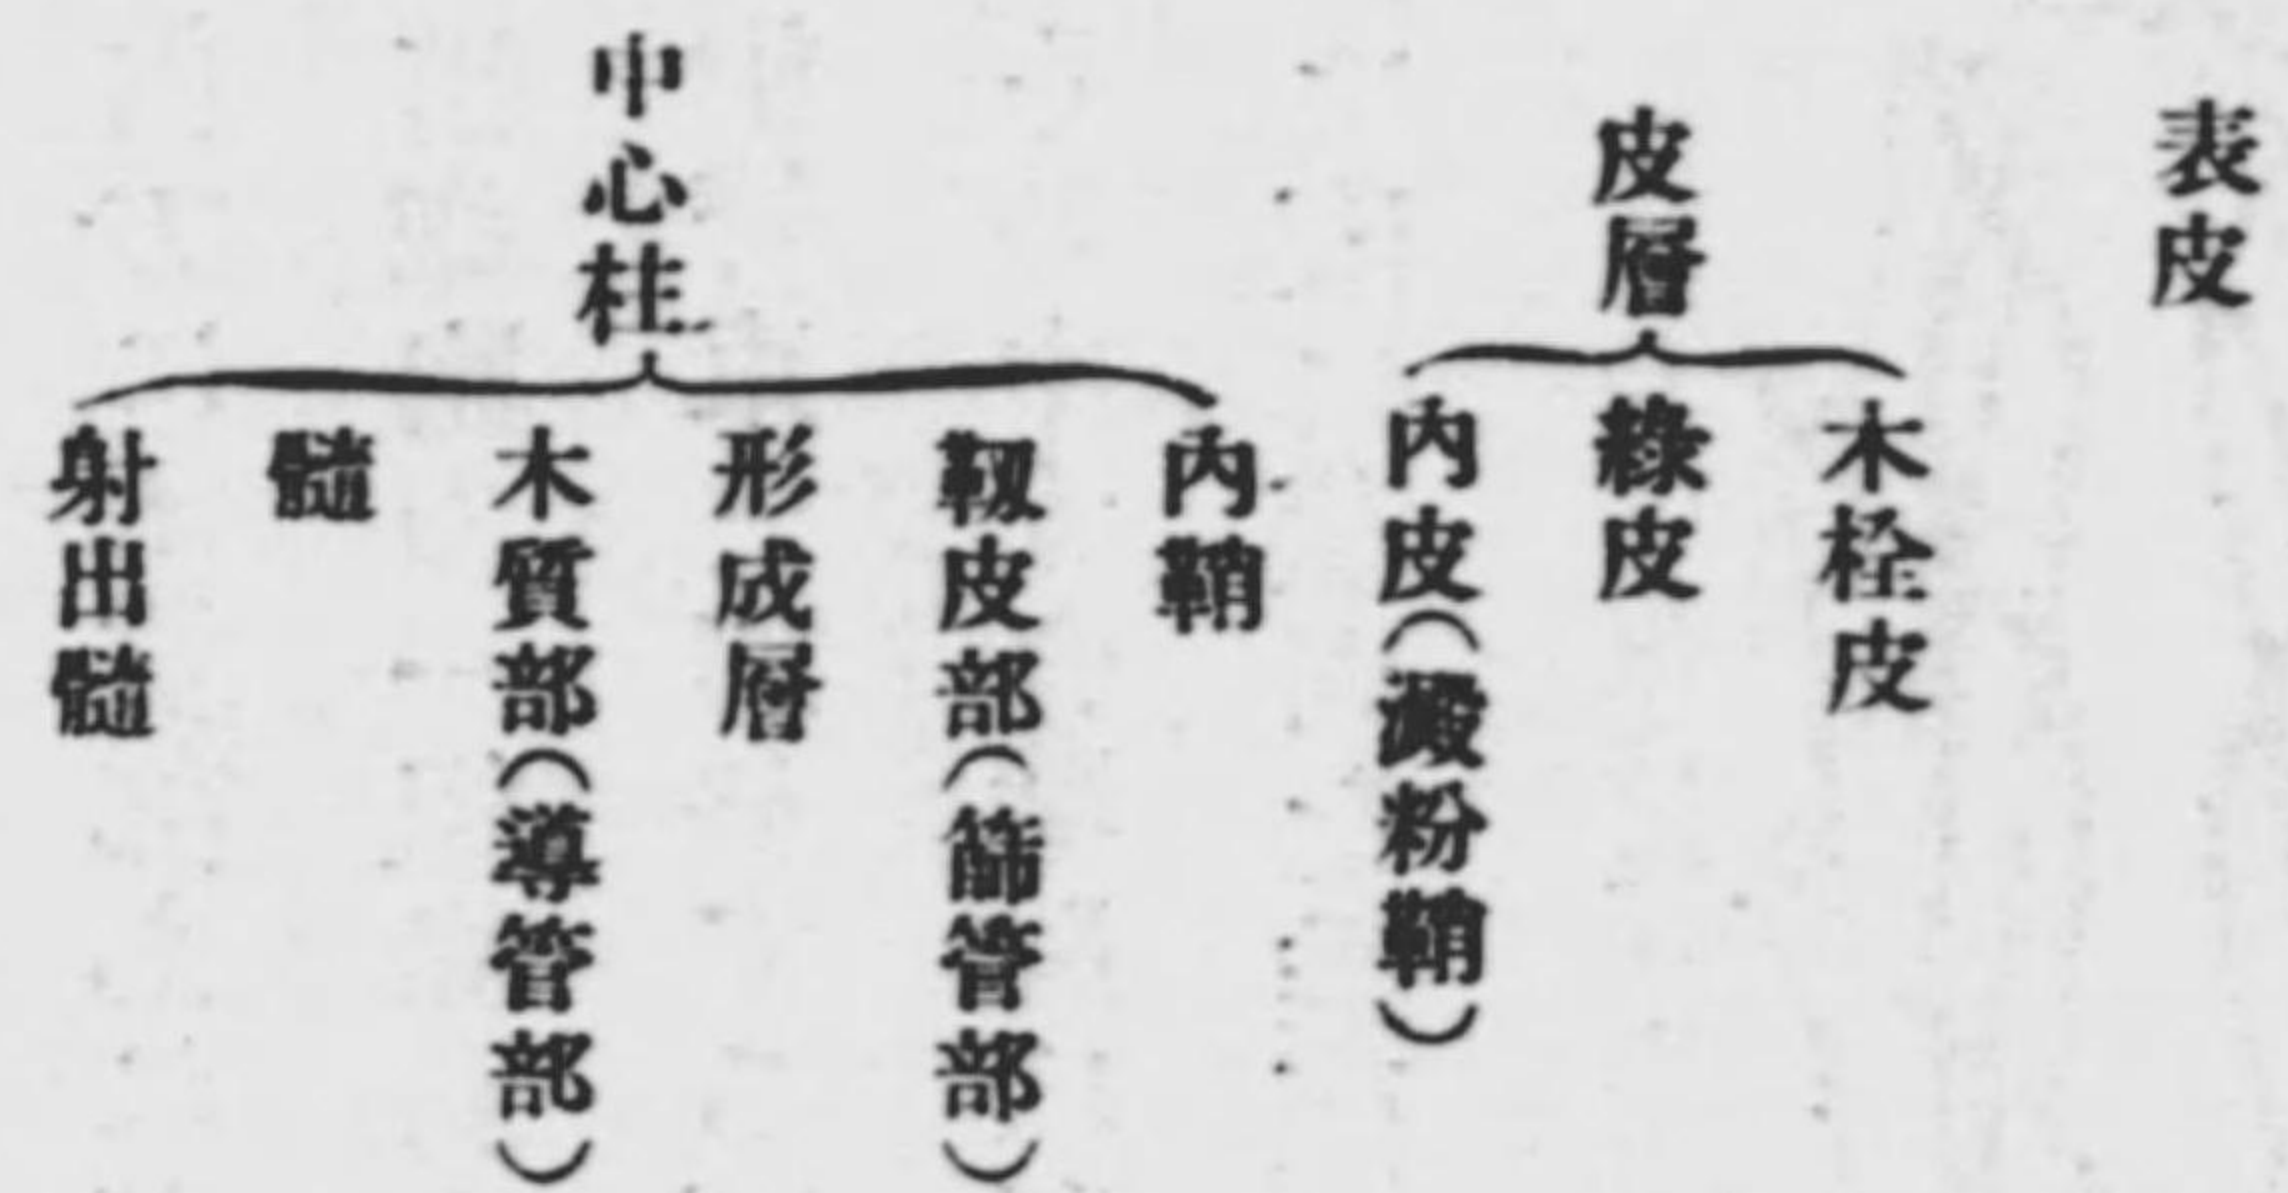 表皮
皮層
木栓皮
綠皮
內皮(澱粉鞘)
中心柱
內鞘
靱皮部(篩管部)
形成層
木質部(導管部)
髓
射出髓